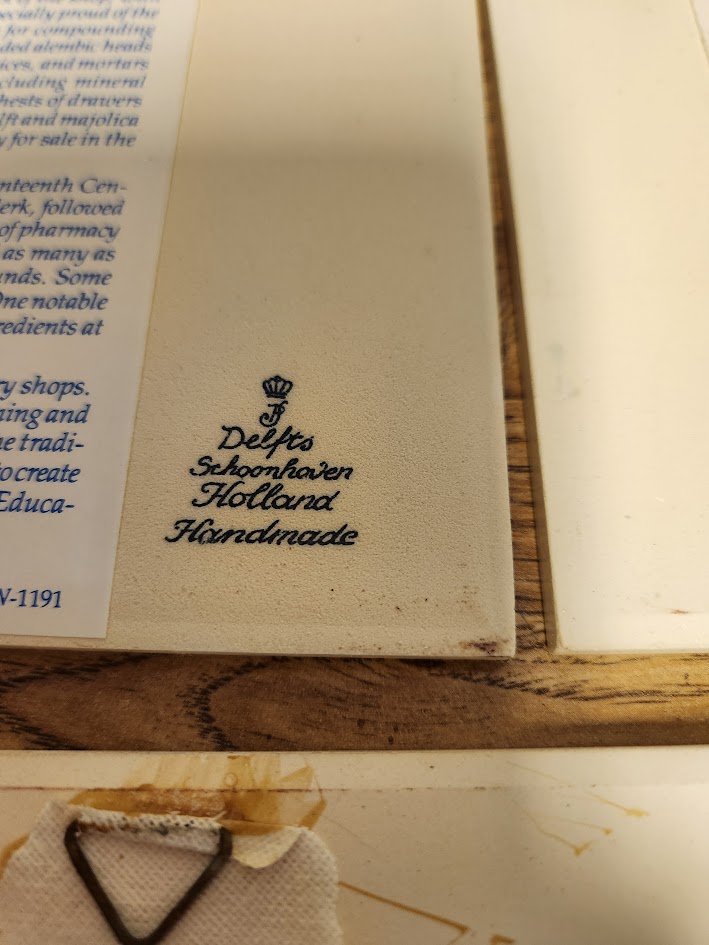 ecially proud of the
for compounding
ded alembic heads
ices, and mortars
cluding mineral
hests of drawers
lft and majolica
y for sale in the
nteenth Cen-
erk, followed
of pharmacy
as many as
unds. Some
One notable
redients at
ry shops.
ning and
he tradi-
to create
Educa-
V-1191
Delfts
Schoonhoven
Holland
Handmade